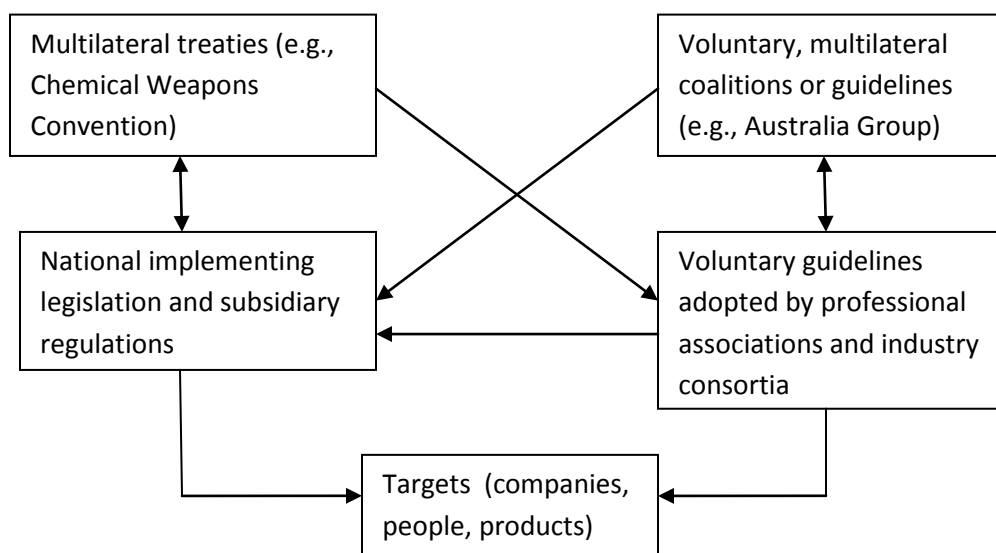 Multilateral treaties (e.g.,
Chemical Weapons
Convention)
Voluntary, multilateral
coalitions or guidelines
(e.g., Australia Group)
National implementing
legislation and subsidiary
regulations
Voluntary guidelines
adopted by professional
associations and industry
consortia
Targets (companies,
people, products)